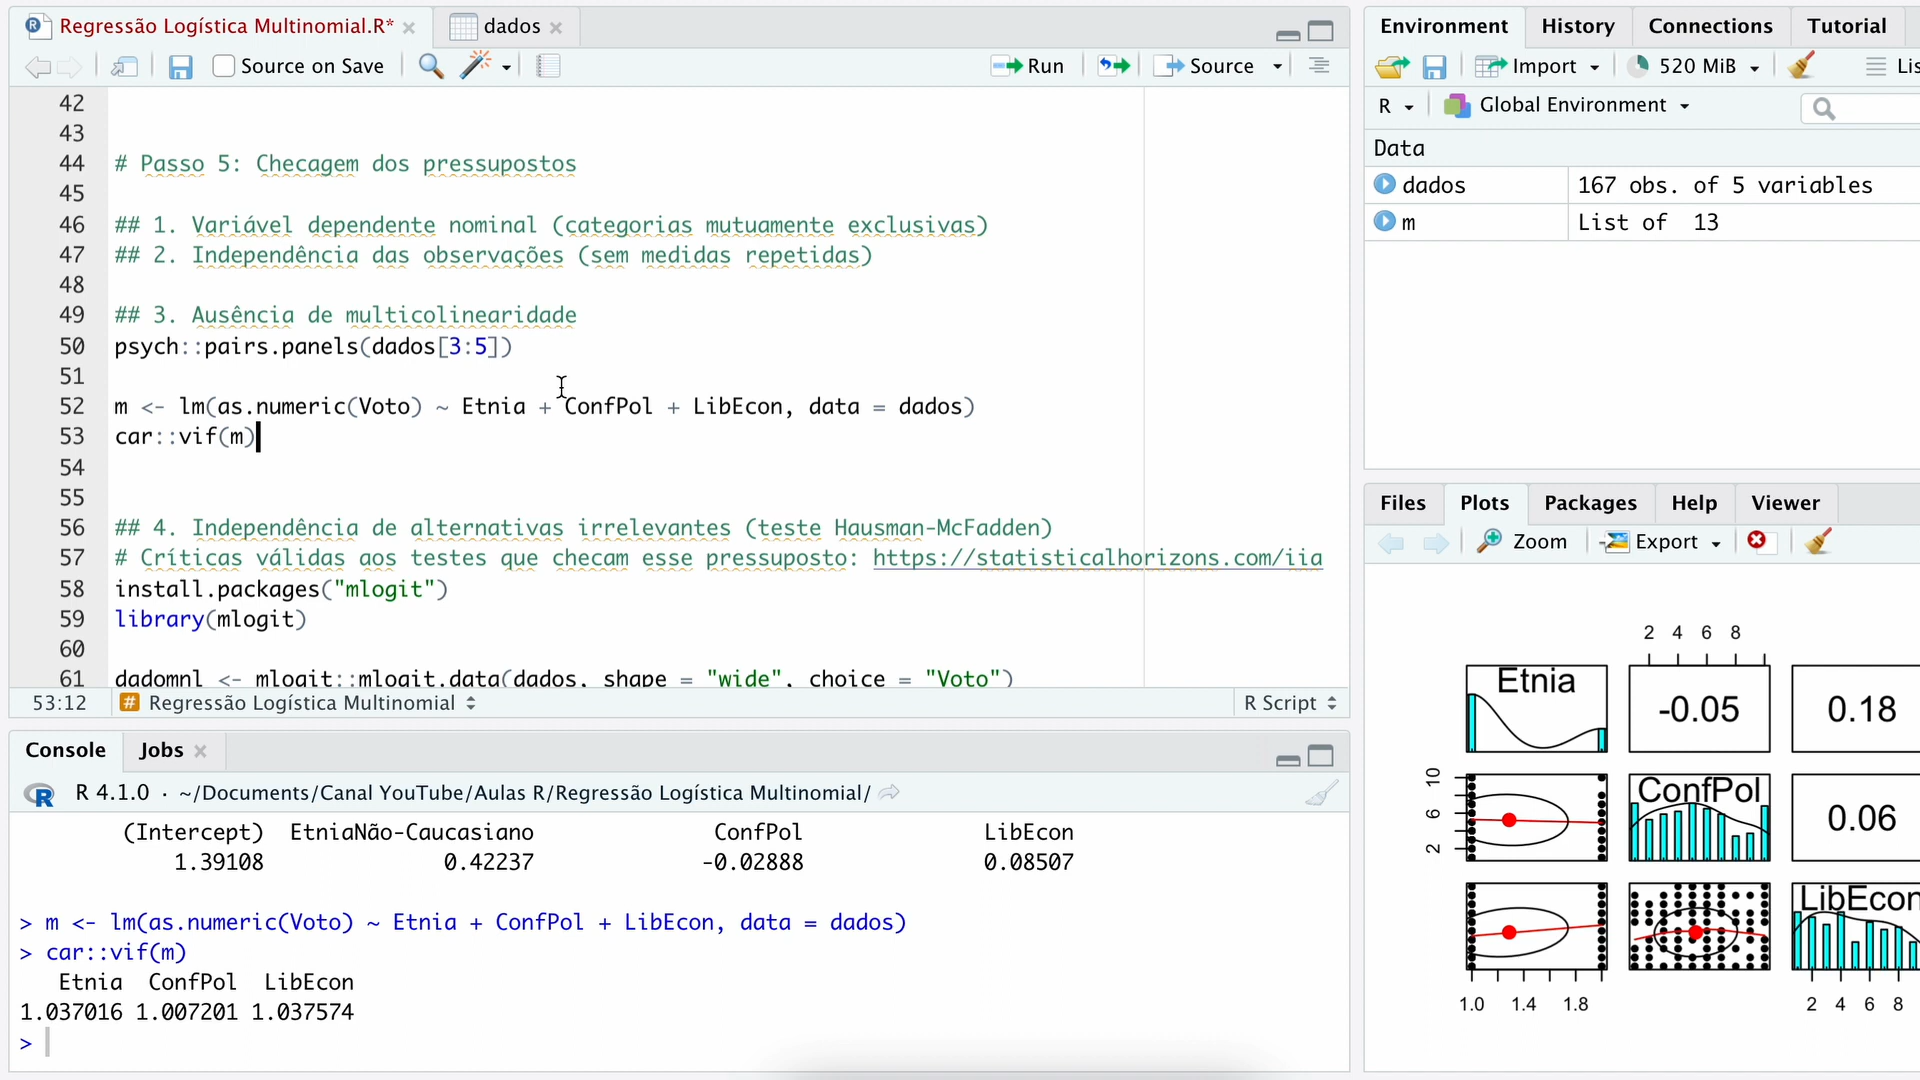 Regressão Logística Multinomial.R*
dados
Source on Save
Run
Source
42
43
44 # Passo 5: Checagem dos pressupostos
45
46 ## 1. Variável dependente nominal (categorias mutuamente exclusivas)
47 ## 2. Independência das observações (sem medidas repetidas)
48
49 ## 3. Ausência de multicolinearidade
50 psych::pairs.panels(dados[3:5])
51
52 m <- lm(as.numeric(Voto) ~ Etnia + ConfPol + LibEcon, data = dados)
53 car::vif(m)
54
55
56 ## 4. Independência de alternativas irrelevantes (teste Hausman-McFadden)
57 # Críticas válidas aos testes que checam esse pressuposto: https://statisticalhorizons.com/iia
58 install.packages("mlogit")
59 library(mlogit)
60
61 dadomnl <- mlogit::mlogit.data(dados, shape = "wide", choice = "Voto")
53:12
# Regressão Logística Multinomial
R Script
Console
Jobs
R R 4.1.0 · ~/Documents/Canal YouTube/Aulas R/Regressão Logística Multinomial/
(Intercept) EtniaNão-Caucasiano ConfPol LibEcon
1.39108 0.42237 -0.02888 0.08507
> m <- lm(as.numeric(Voto) ~ Etnia + ConfPol + LibEcon, data = dados)
> car::vif(m)
Etnia ConfPol LibEcon
1.037016 1.007201 1.037574
>
Environment
History
Connections
Tutorial
Import
520 MiB
Lis
R
Global Environment
Data
dados 167 obs. of 5 variables
m List of 13
Files
Plots
Packages
Help
Viewer
Zoom
Export
2 4 6 8
Etnia
-0.05
0.18
10
6
2
ConfPol
0.06
LibEcon
1.0 1.4 1.8
2 4 6 8